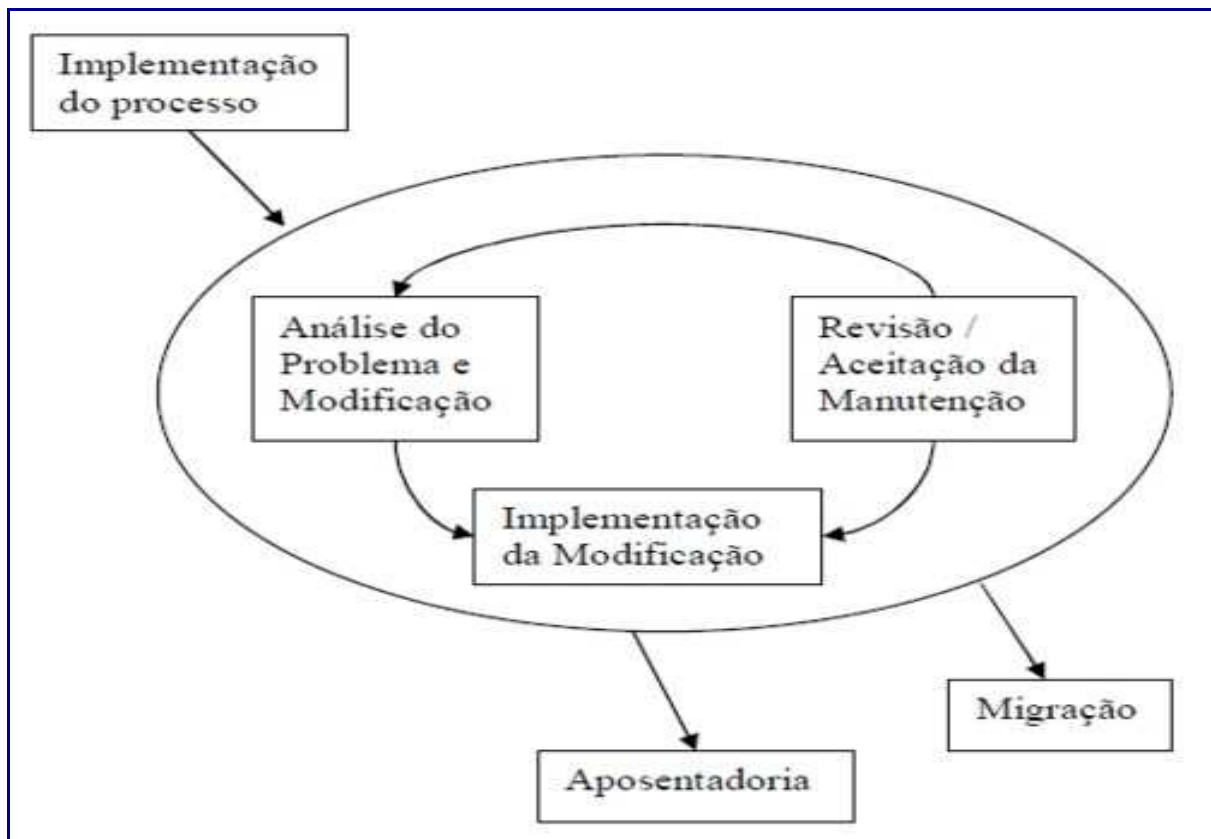 Implementação
do processo
Análise do
Problema e
Modificação
Revisão /
Aceitação da
Manutenção
Implementação
da Modificação
Migração
Aposentadoria